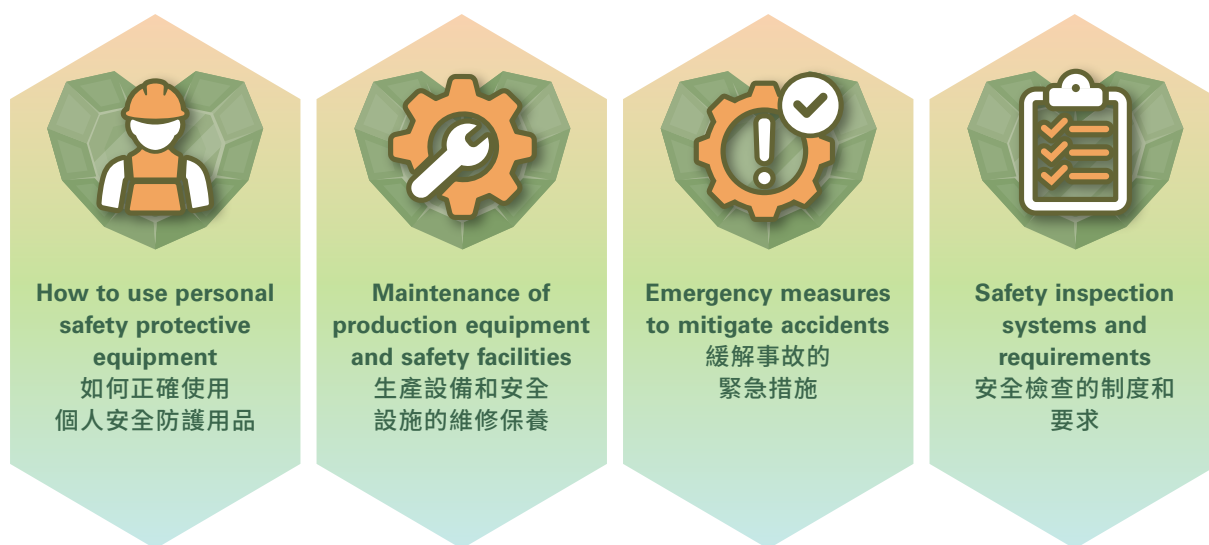 How to use personal
safety protective
equipment
如何正確使用
個人安全防護用品
Maintenance of
production equipment
and safety facilities
生產設備和安全
設施的維修保養
Emergency measures
to mitigate accidents
緩解事故的
緊急措施
Safety inspection
systems and
requirements
安全檢查的制度和
要求